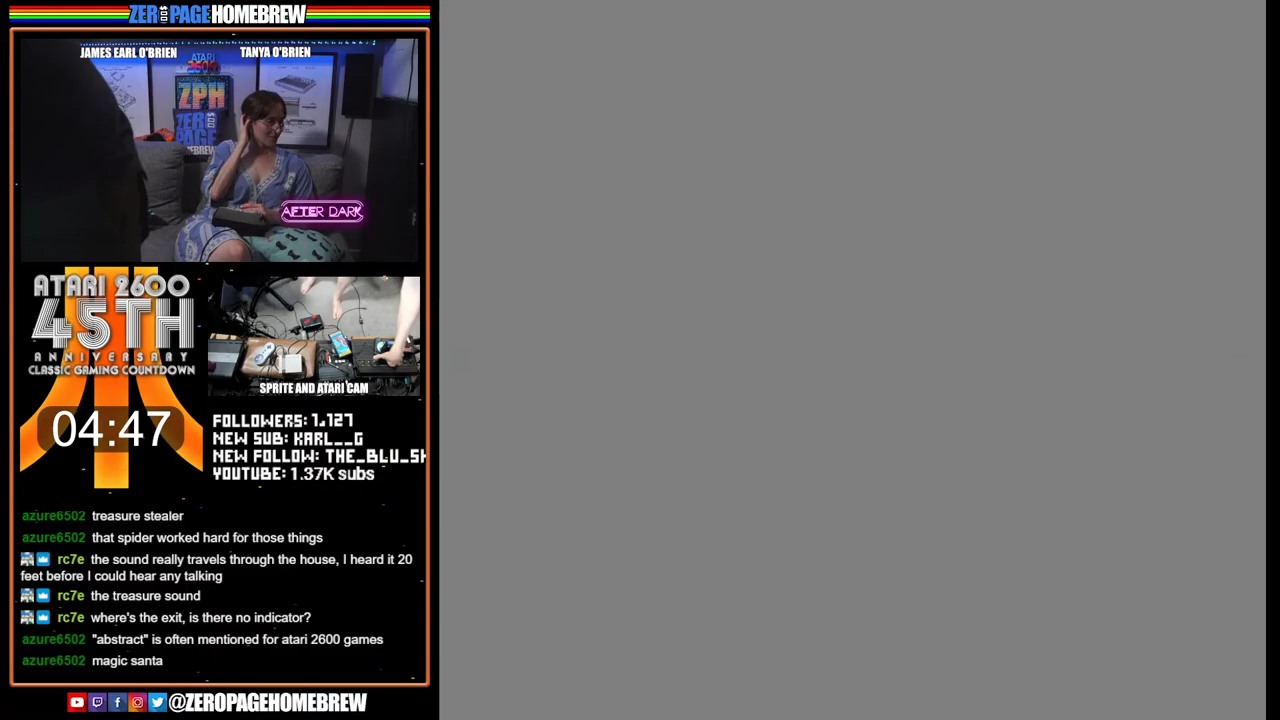 ZEROPAGEHOMEBREW
JAMES EARL O'BRIEN
TANYA O'BRIEN
ATARI
2600
ZPH
ZERO
PAGE
AFTER DARK
ATARI 2600
45TH
ANNIVERSARY
CLASSIC GAMING COUNTDOWN
04:47
SPRITE AND ATARI CAM
FOLLOWERS: 1,127
NEW SUB: KARL__G
NEW FOLLOW: THE_BLU_SH
YOUTUBE: 1.37K subs
azure6502 treasure stealer
azure6502 that spider worked hard for those things
rc7e the sound really travels through the house, I heard it 20
feet before I could hear any talking
rc7e the treasure sound
rc7e where's the exit, is there no indicator?
azure6502 "abstract" is often mentioned for atari 2600 games
azure6502 magic santa
@ZEROPAGEHOMEBREW